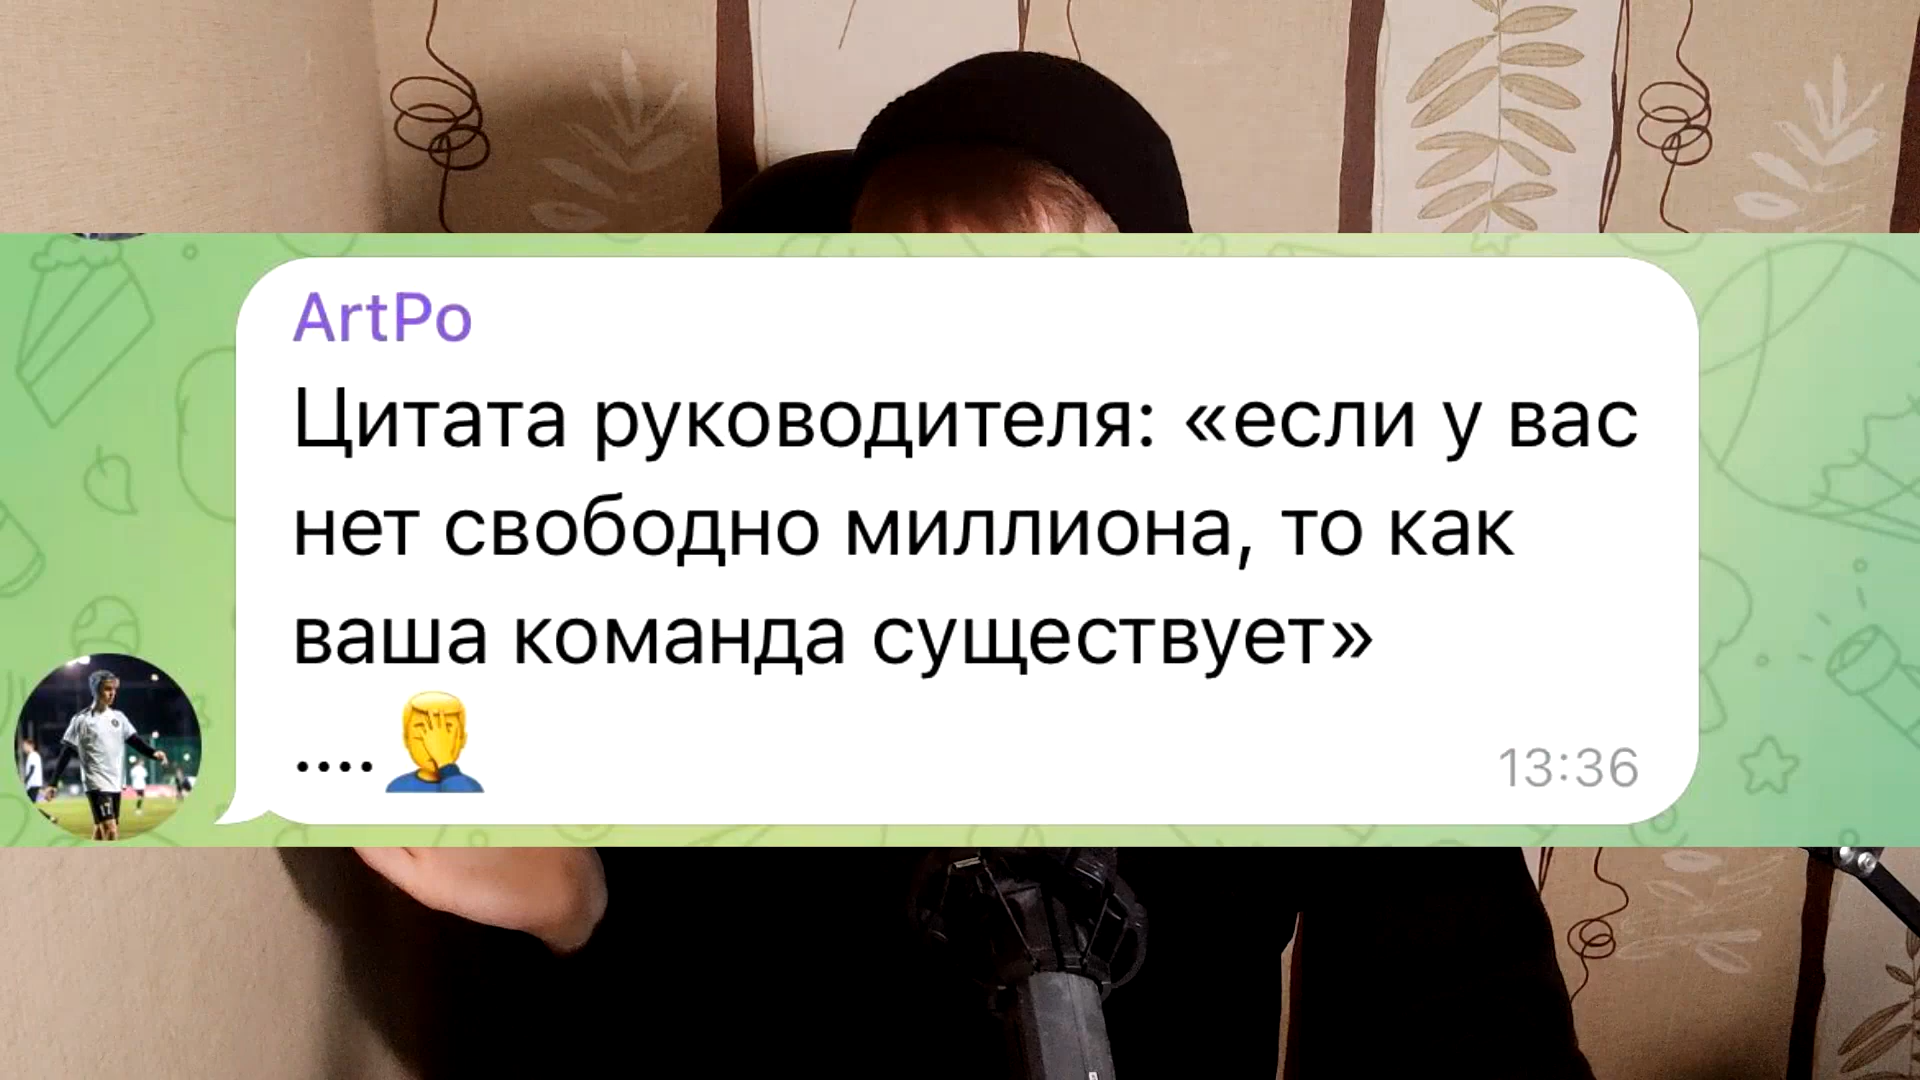 ArtPo
Цитата руководителя: «если у вас
нет свободно миллиона, то как
ваша команда существует»
....🤦‍♂️
13:36